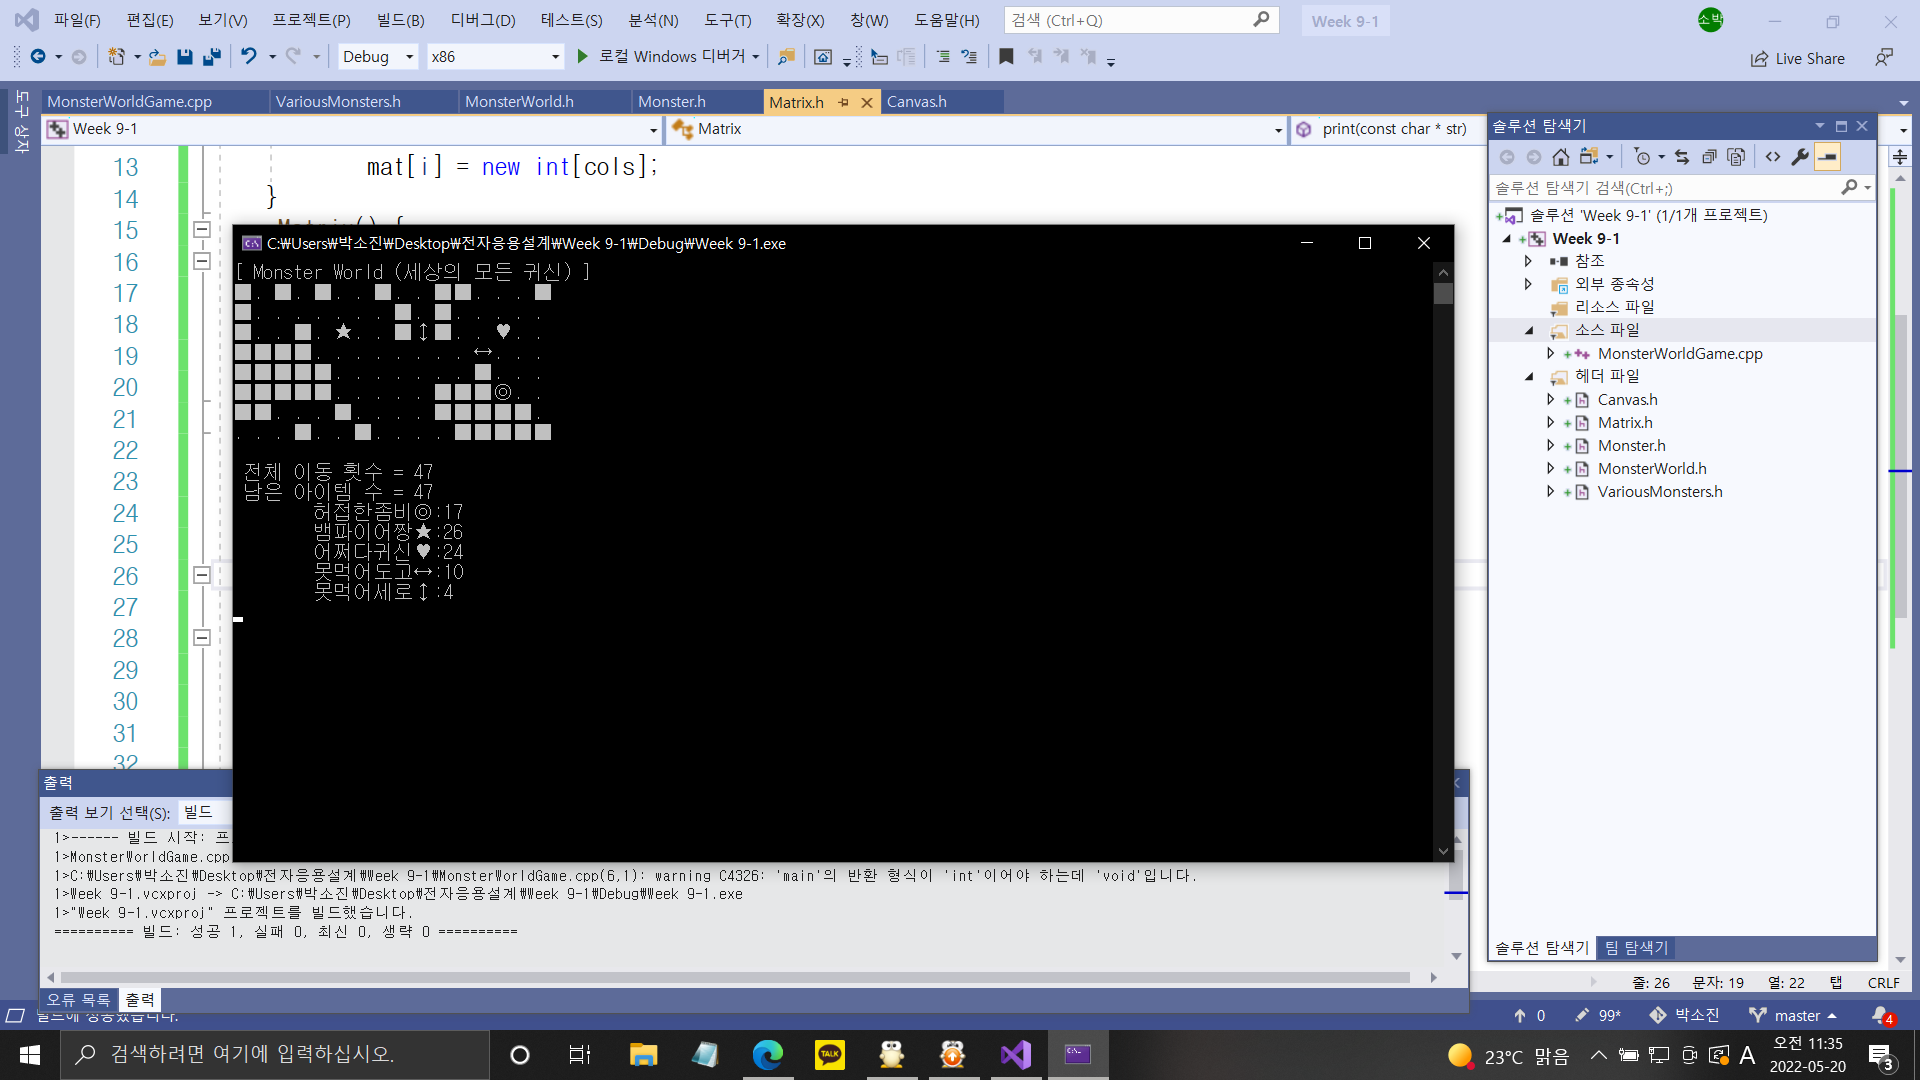 파일(F) 편집(E) 보기(V) 프로젝트(P) 빌드(B) 디버그(D) 테스트(S) 분석(N) 도구(T) 확장(X) 창(W) 도움말(H) 검색 (Ctrl+Q) Week 9-1 소박
Debug x86 로컬 Windows 디버거 Live Share
도구 상자
MonsterWorldGame.cpp VariousMonsters.h MonsterWorld.h Monster.h Matrix.h Canvas.h
Week 9-1 Matrix print(const char * str)
13 mat[i] = new int[cols];
14 }
15
16
17
18
19
20
21
22
23
24
25
26
27
28
29
30
31
32
C:₩Users₩박소진₩Desktop₩전자응용설계₩Week 9-1₩Debug₩Week 9-1.exe
[ Monster World (세상의 모든 귀신) ]
■.■.■..■..■■...■
■.......■.■.....
■..■.★..■↕■..♥..
■■■■........↔...
■■■■■.......■...
■■■■■.....■■■◎..
■■...■....■■■■■.
...■..■....■■■■■
전체 이동 횟수 = 47
남은 아이템 수 = 47
허접한좀비◎:17
뱀파이어짱★:26
어쩌다귀신♥:24
못먹어도고↔:10
못먹어세로↕:4
솔루션 탐색기
솔루션 탐색기 검색(Ctrl+;)
솔루션 'Week 9-1' (1/1개 프로젝트)
Week 9-1
참조
외부 종속성
리소스 파일
소스 파일
MonsterWorldGame.cpp
헤더 파일
Canvas.h
Matrix.h
Monster.h
MonsterWorld.h
VariousMonsters.h
솔루션 탐색기 팀 탐색기
출력
출력 보기 선택(S): 빌드
1>------ 빌드 시작: 프
1>MonsterWorldGame.cpp
1>C:₩Users₩박소진₩Desktop₩전자응용설계₩Week 9-1₩MonsterWorldGame.cpp(6,1): warning C4326: 'main'의 반환 형식이 'int'이어야 하는데 'void'입니다.
1>Week 9-1.vcxproj -> C:₩Users₩박소진₩Desktop₩전자응용설계₩Week 9-1₩Debug₩Week 9-1.exe
1>"Week 9-1.vcxproj" 프로젝트를 빌드했습니다.
========== 빌드: 성공 1, 실패 0, 최신 0, 생략 0 ==========
오류 목록 출력
줄: 26 문자: 19 열: 22 탭 CRLF
빌드에 성공했습니다. 0 99* 박소진 master 4
검색하려면 여기에 입력하십시오. TALK 23°C 맑음 A 오전 11:35
2022-05-20 3